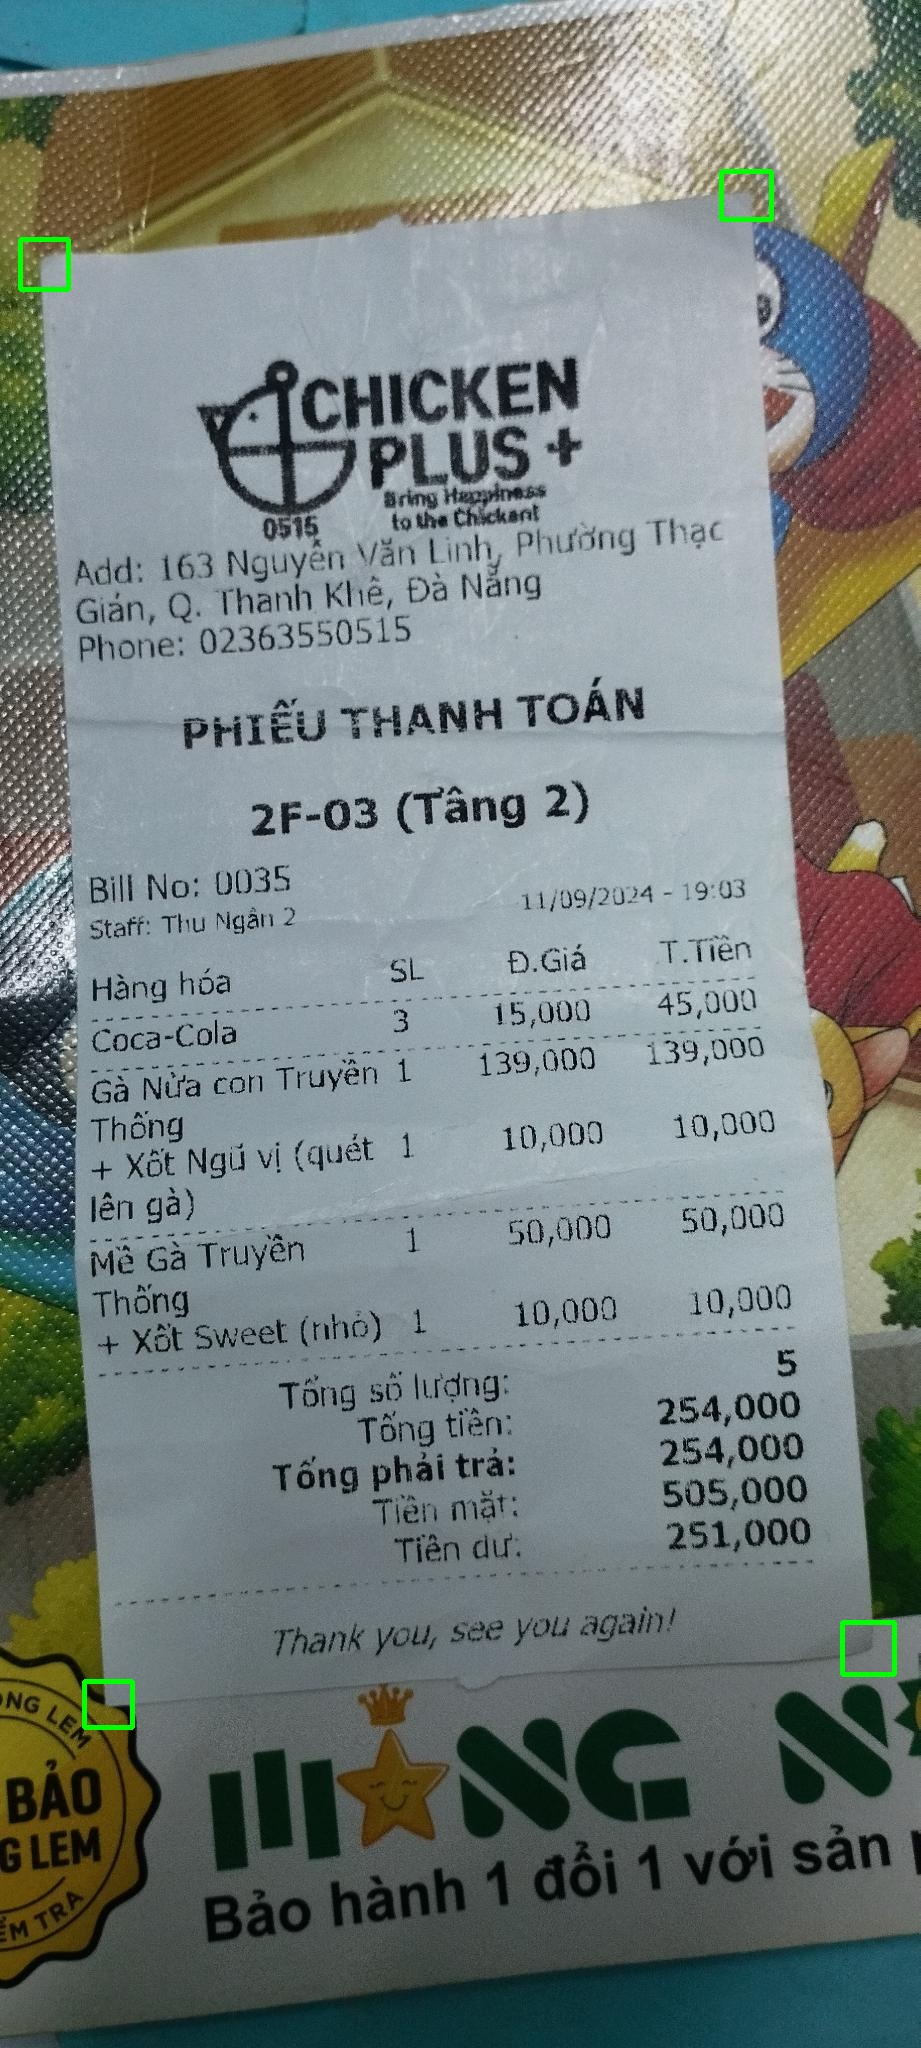 CHICKEN
PLUS +
Bring Happiness
to the Chickent
0515
Add: 163 Nguyễn Văn Linh, Phường Thạc
Gián, Q. Thanh Khê, Đà Nẵng
Phone: 02363550515
PHIẾU THANH TOÁN
2F-03 (Tầng 2)
Bill No: 0035
Staff: Thu Ngân 2 11/09/2024 - 19:03
Hàng hóa SL Đ.Giá T.Tiền
Coca-Cola 3 15,000 45,000
Gà Nửa con Truyền 1 139,000 139,000
Thống
+ Xốt Ngũ vị (quét 1 10,000 10,000
lên gà)
Mề Gà Truyền 1 50,000 50,000
Thống
+ Xốt Sweet (nhỏ) 1 10,000 10,000
Tổng số lượng: 5
Tổng tiền: 254,000
Tổng phải trả: 254,000
Tiền mặt: 505,000
Tiền dư: 251,000
Thank you, see you again!
LEM
BẢO
G LEM
TRA
Bảo hành 1 đổi 1 với sản